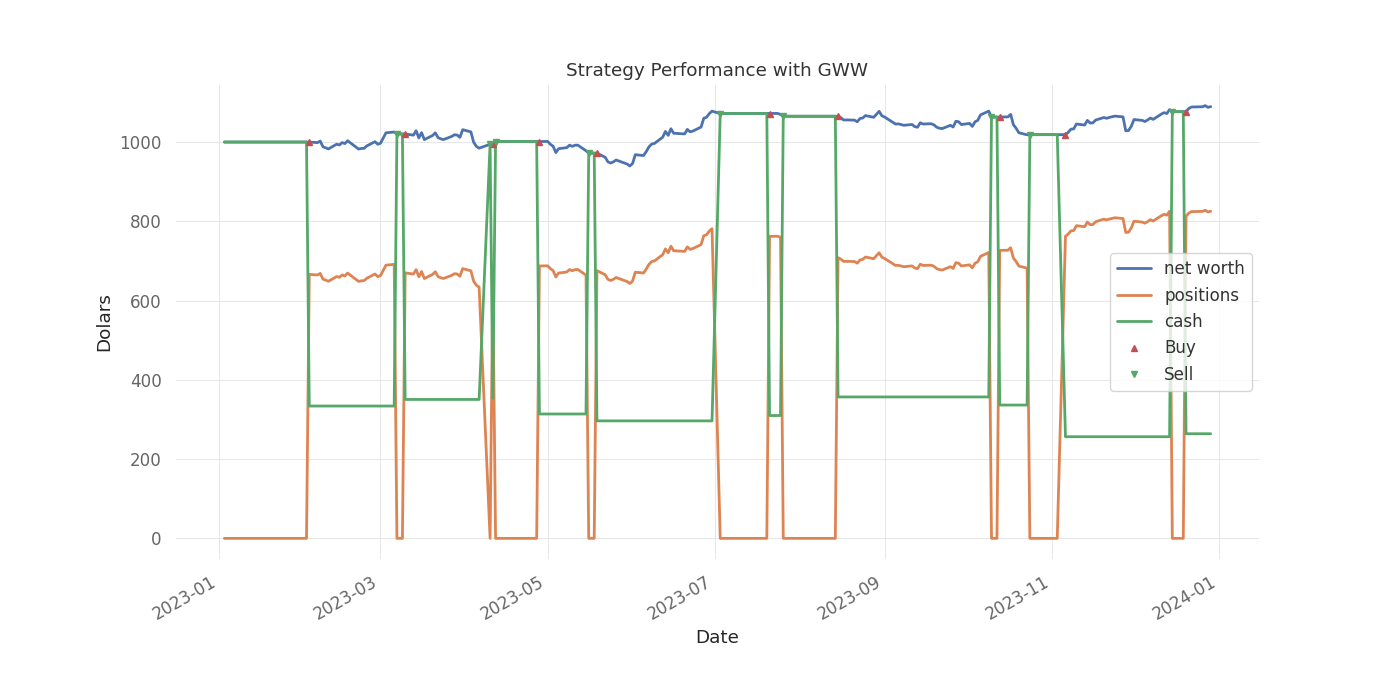 Strategy Performance with GWW
1000
800
600
400
200
0
Dolars
net worth
positions
cash
Buy
Sell
2023-01
2023-03
2023-05
2023-07
2023-09
2023-11
2024-01
Date